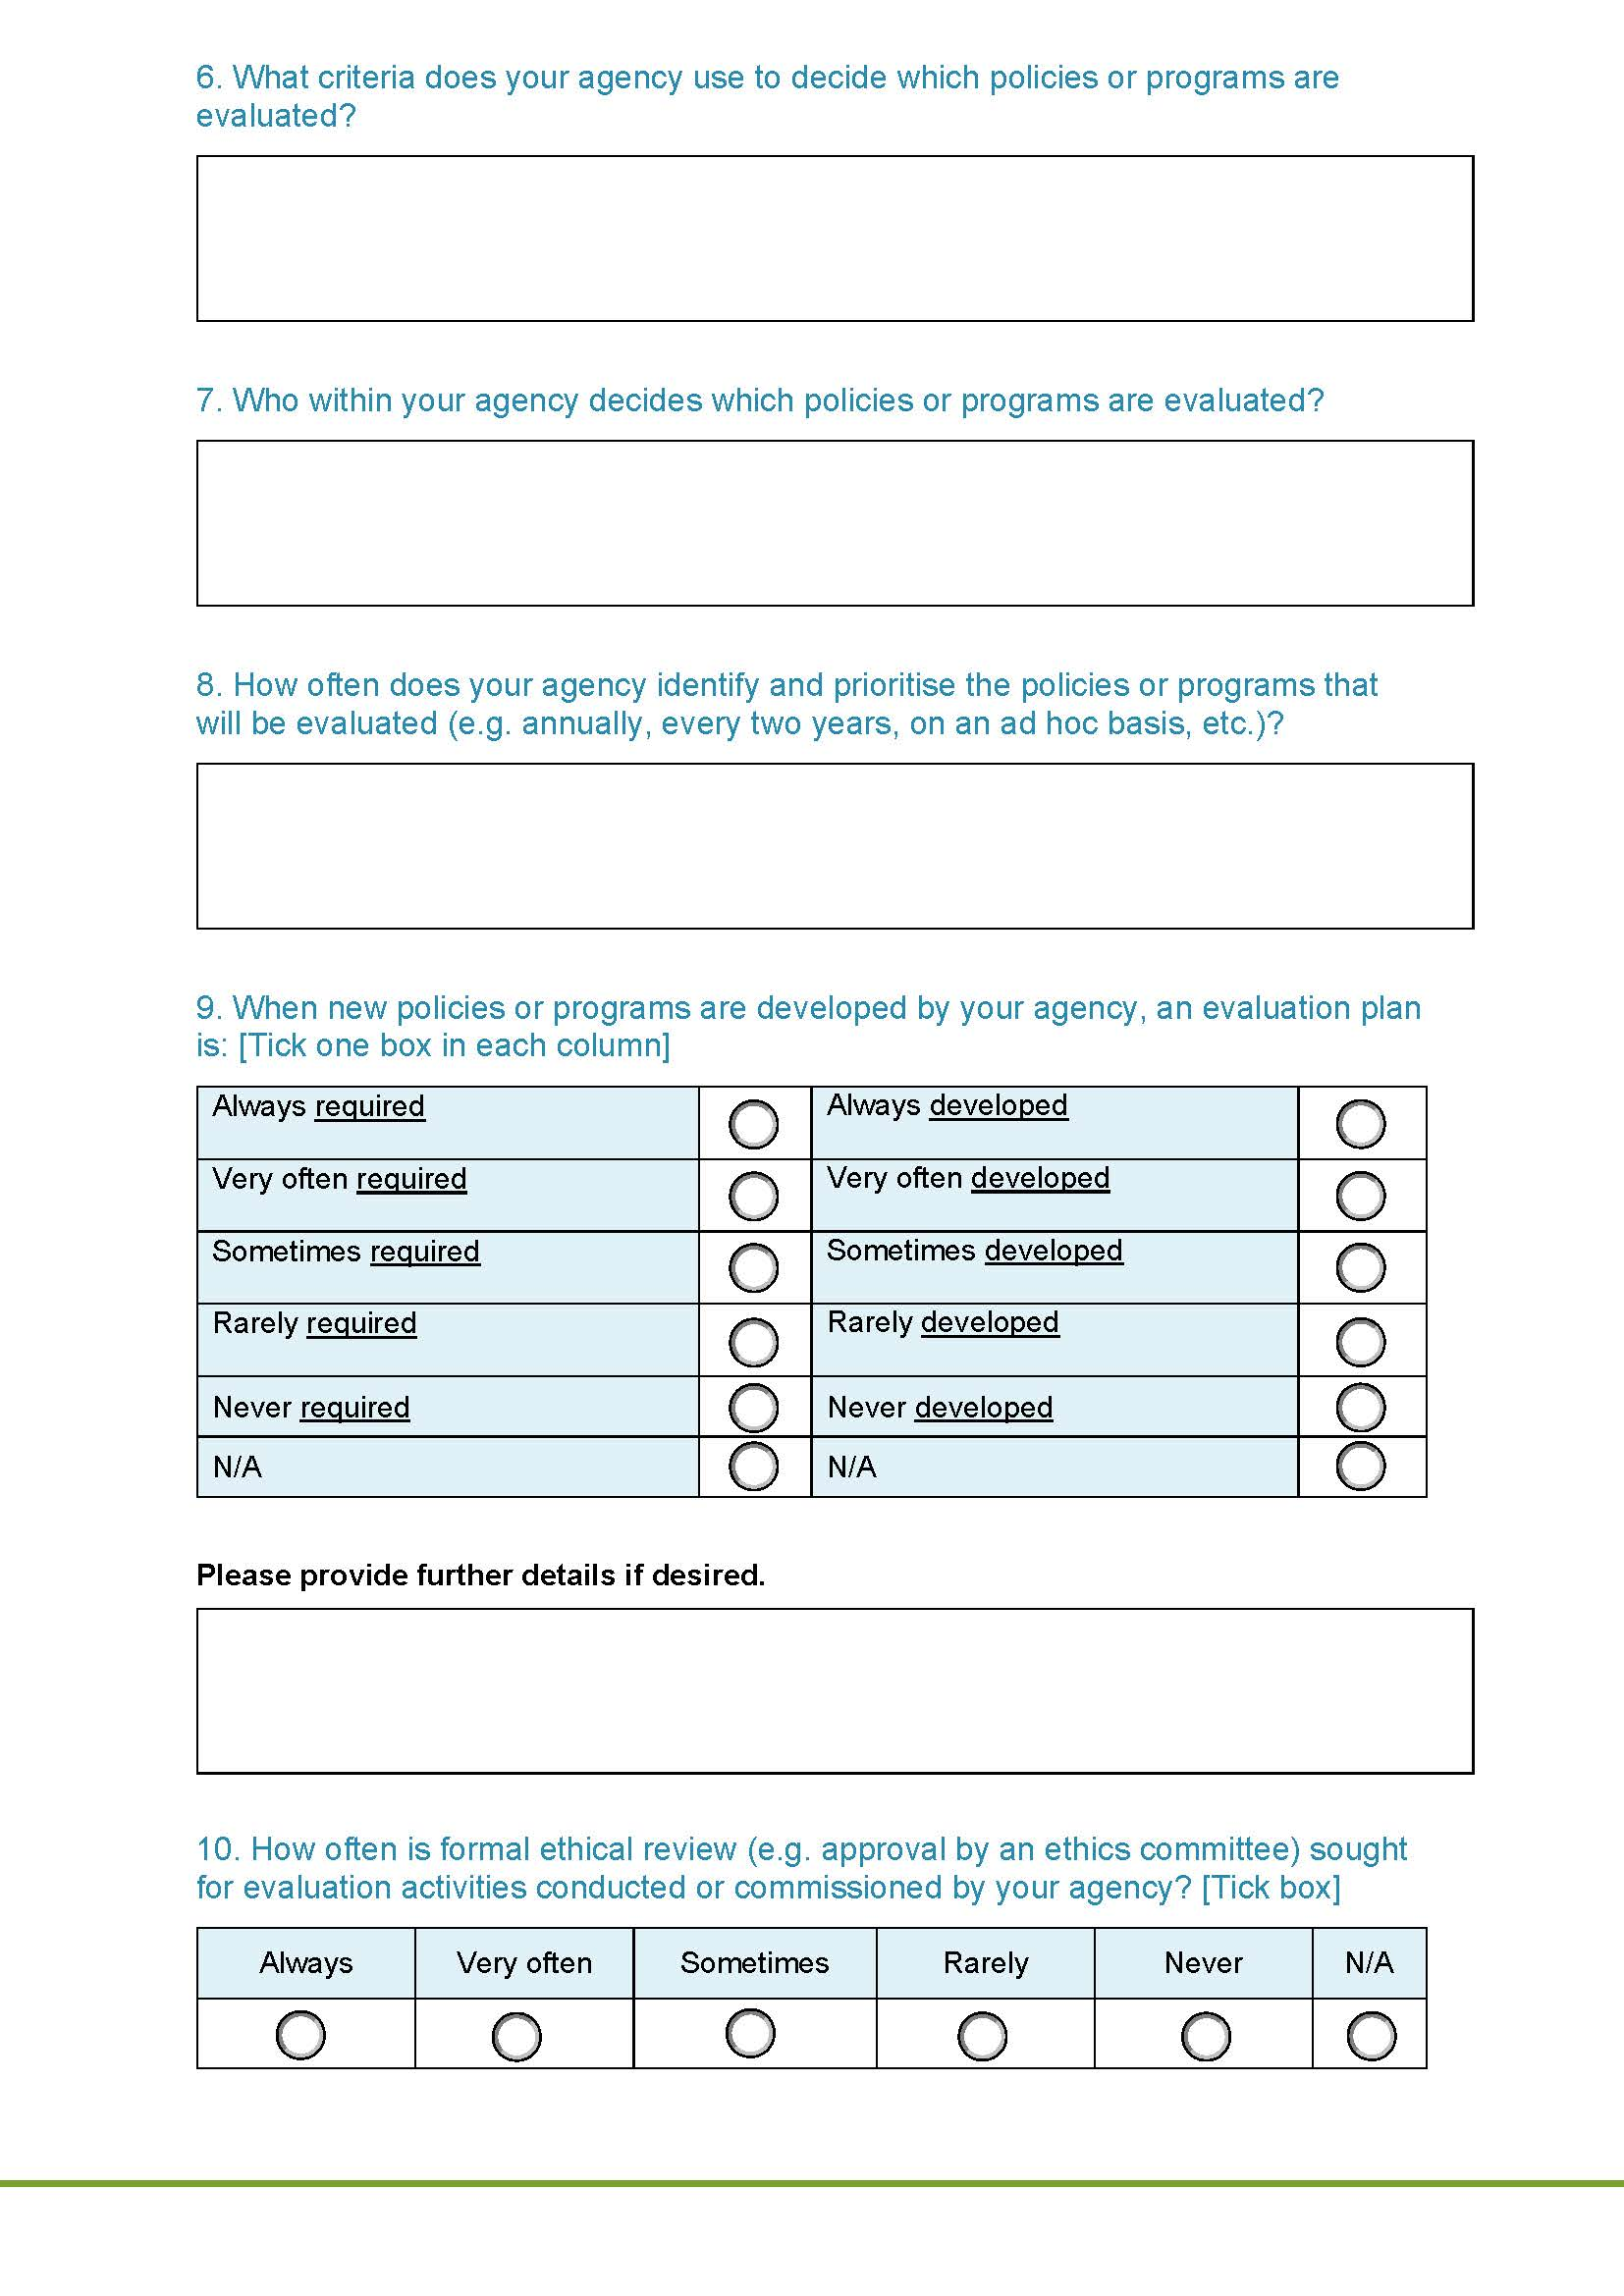 6. What criteria does your agency use to decide which policies or programs are
evaluated?
7. Who within your agency decides which policies or programs are evaluated?
8. How often does your agency identify and prioritise the policies or programs that
will be evaluated (e.g. annually, every two years, on an ad hoc basis, etc.)?
9. When new policies or programs are developed by your agency, an evaluation plan
is: [Tick one box in each column]
Always required Always developed
Very often required Very often developed
Sometimes required Sometimes developed
Rarely required Rarely developed
Never required Never developed
N/A N/A
Please provide further details if desired.
10. How often is formal ethical review (e.g. approval by an ethics committee) sought
for evaluation activities conducted or commissioned by your agency? [Tick box]
Always Very often Sometimes Rarely Never N/A